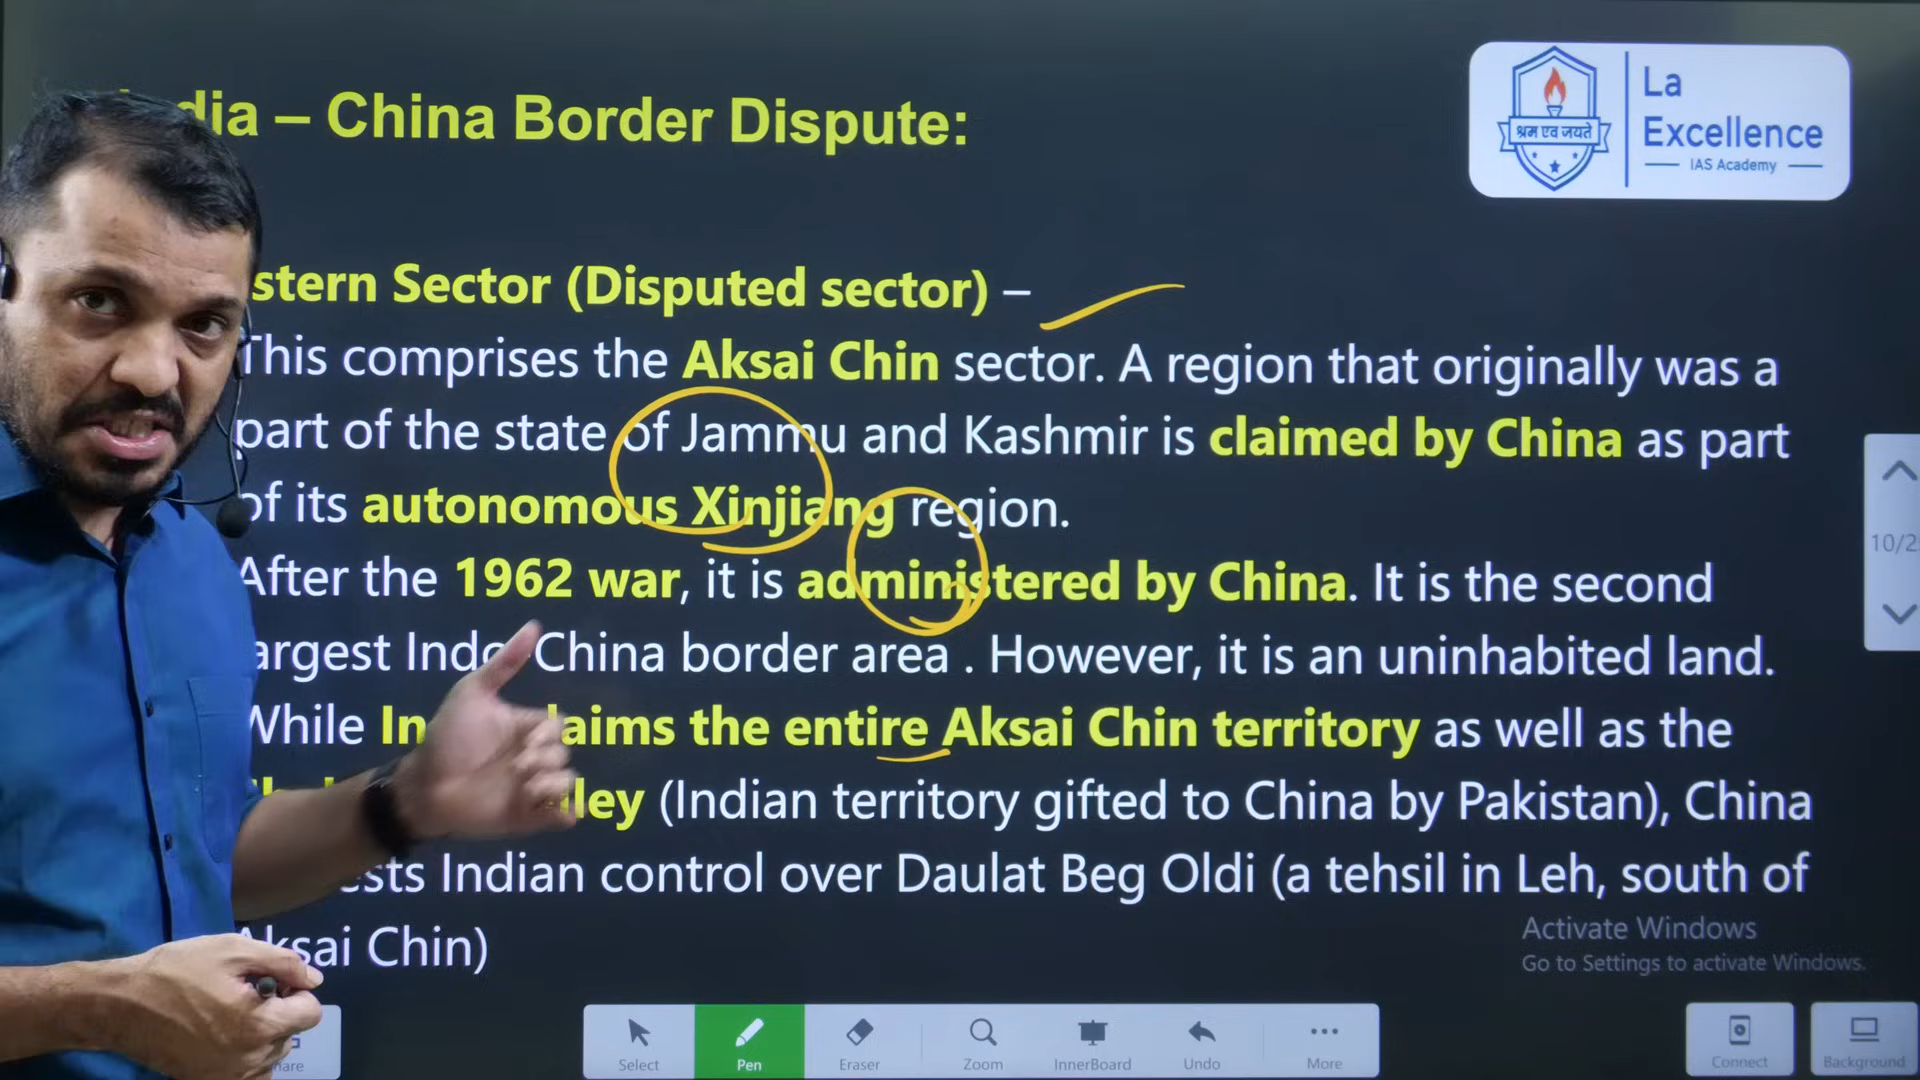 dia – China Border Dispute:
La
Excellence
IAS Academy
श्रम एव जयते
stern Sector (Disputed sector) –
This comprises the Aksai Chin sector. A region that originally was a
part of the state of Jammu and Kashmir is claimed by China as part
of its autonomous Xinjiang region.
After the 1962 war, it is administered by China. It is the second
argest Indo-China border area . However, it is an uninhabited land.
While In laims the entire Aksai Chin territory as well as the
lley (Indian territory gifted to China by Pakistan), China
ests Indian control over Daulat Beg Oldi (a tehsil in Leh, south of
Aksai Chin)
10/2
Activate Windows
Go to Settings to activate Windows.
hare
Select
Pen
Eraser
Zoom
InnerBoard
Undo
More
Connect
Background